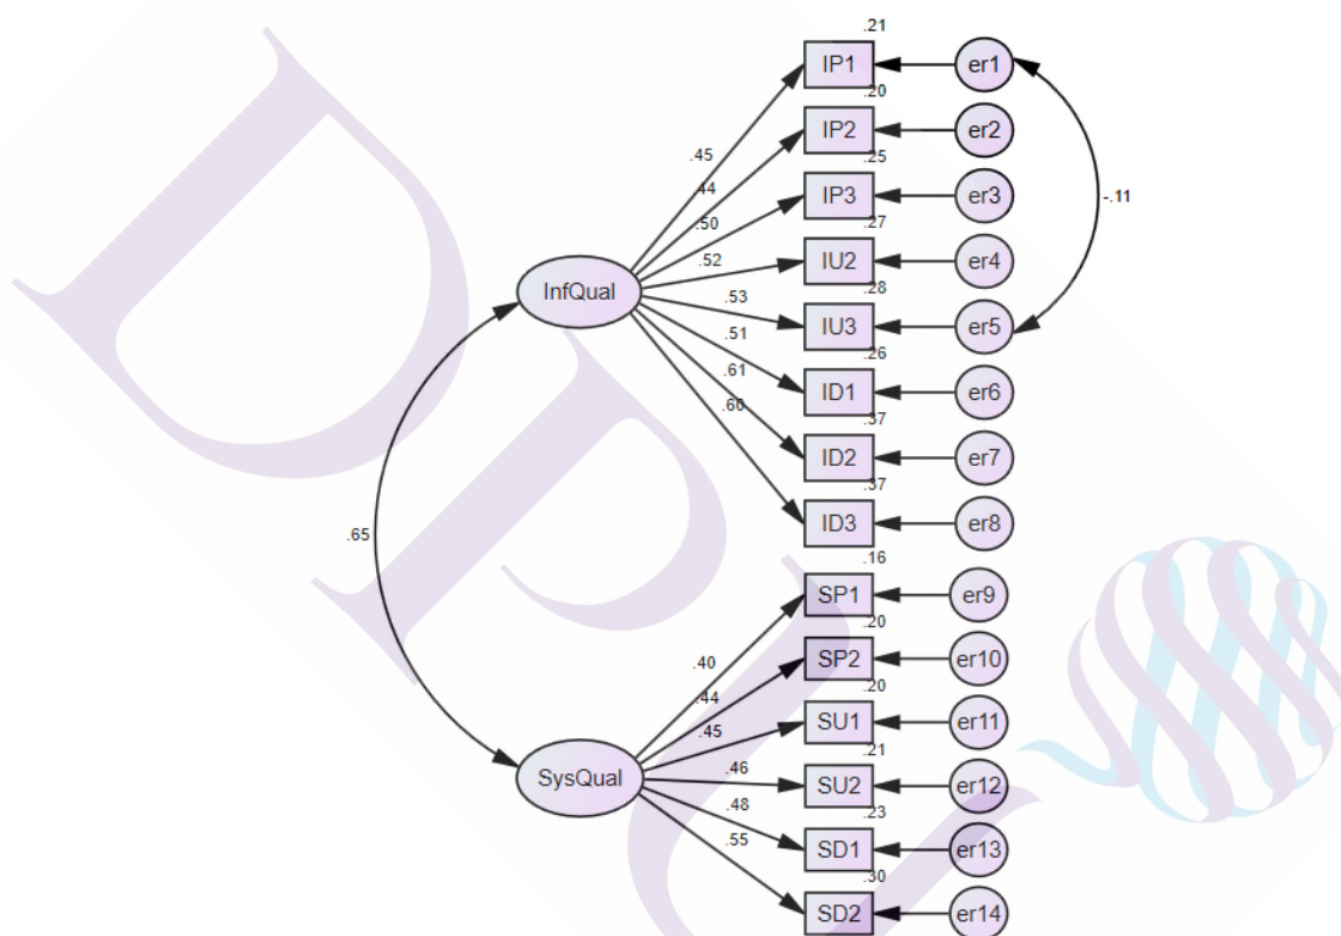 .21
IP1 er1
.20
IP2 er2
.45 .25
.44 IP3 er3 -.11
.50 .27
.52 IU2 er4
InfQual .28
.53 IU3 er5
.51 .26
.61 ID1 er6
.60 .37
ID2 er7
.37
ID3 er8
.65 .16
SP1 er9
.20
.40 SP2 er10
.44 .20
.45 SU1 er11
.21
SysQual .46 SU2 er12
.48 .23
.55 SD1 er13
.30
SD2 er14